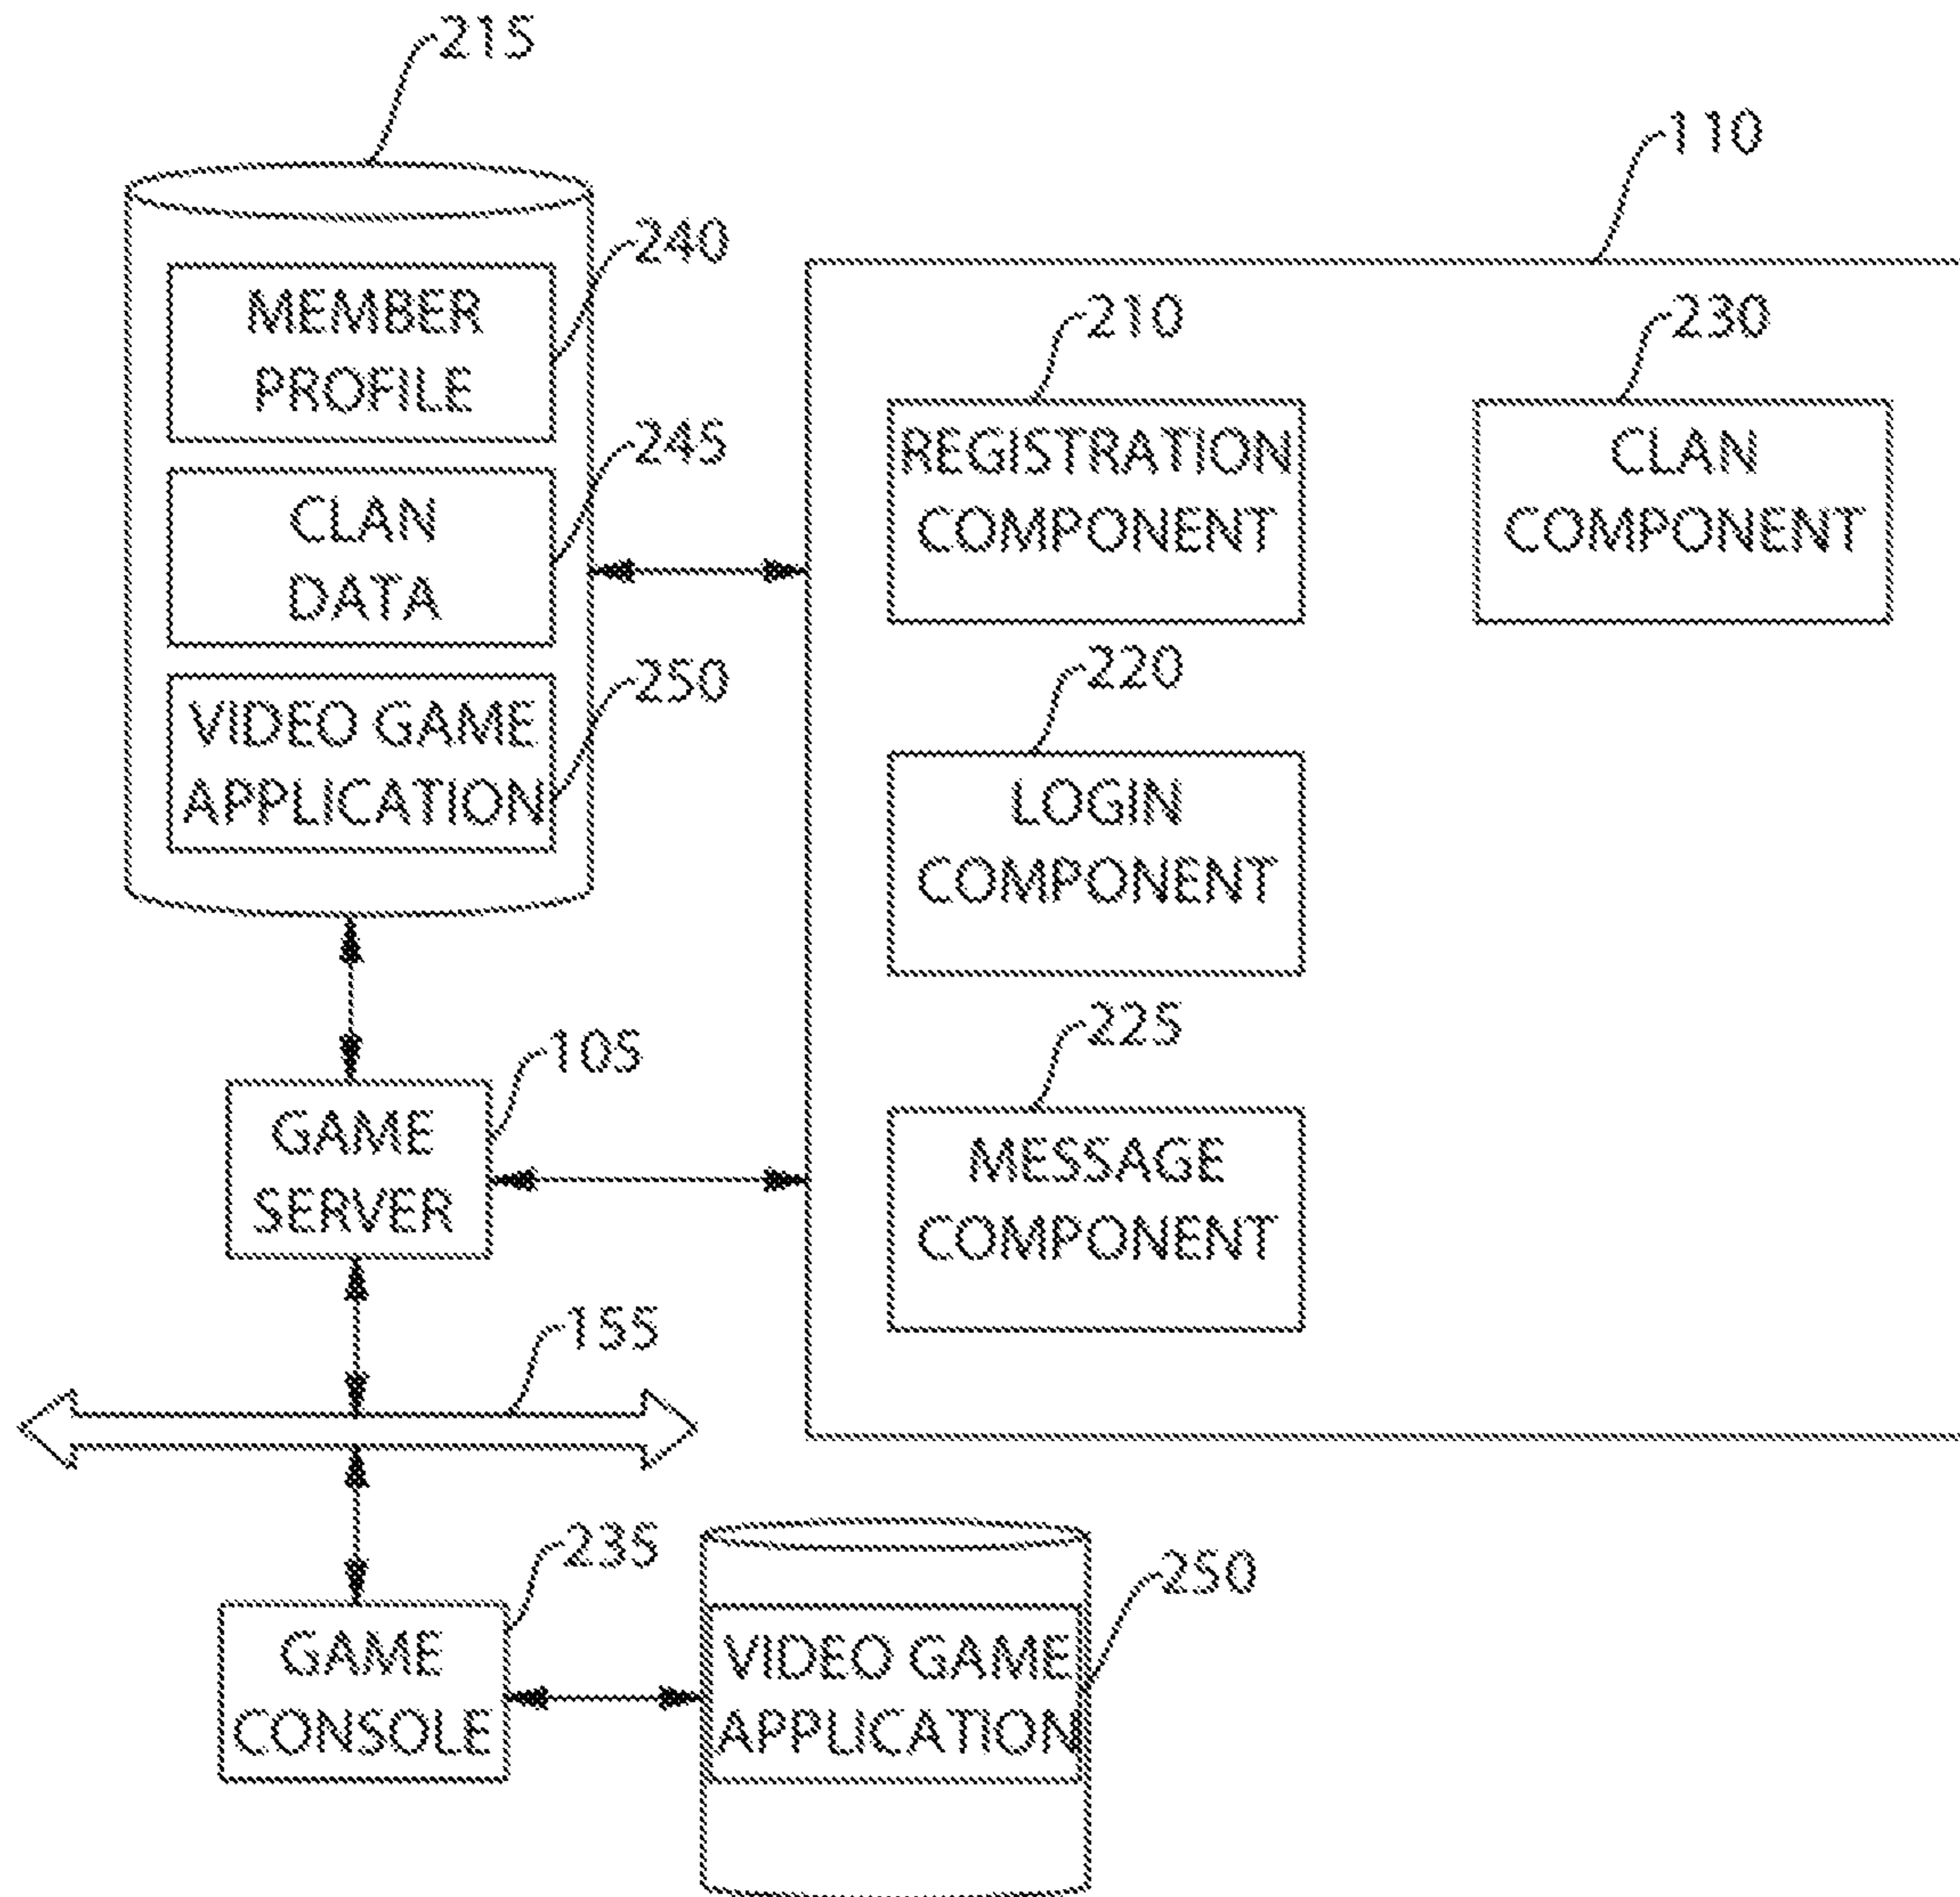 215
110
240
MEMBER
PROFILE
245
CLAN
DATA
250
VIDEO GAME
APPLICATION
210
REGISTRATION
COMPONENT
230
CLAN
COMPONENT
220
LOGIN
COMPONENT
225
MESSAGE
COMPONENT
105
GAME
SERVER
155
235
GAME
CONSOLE
250
VIDEO GAME
APPLICATION